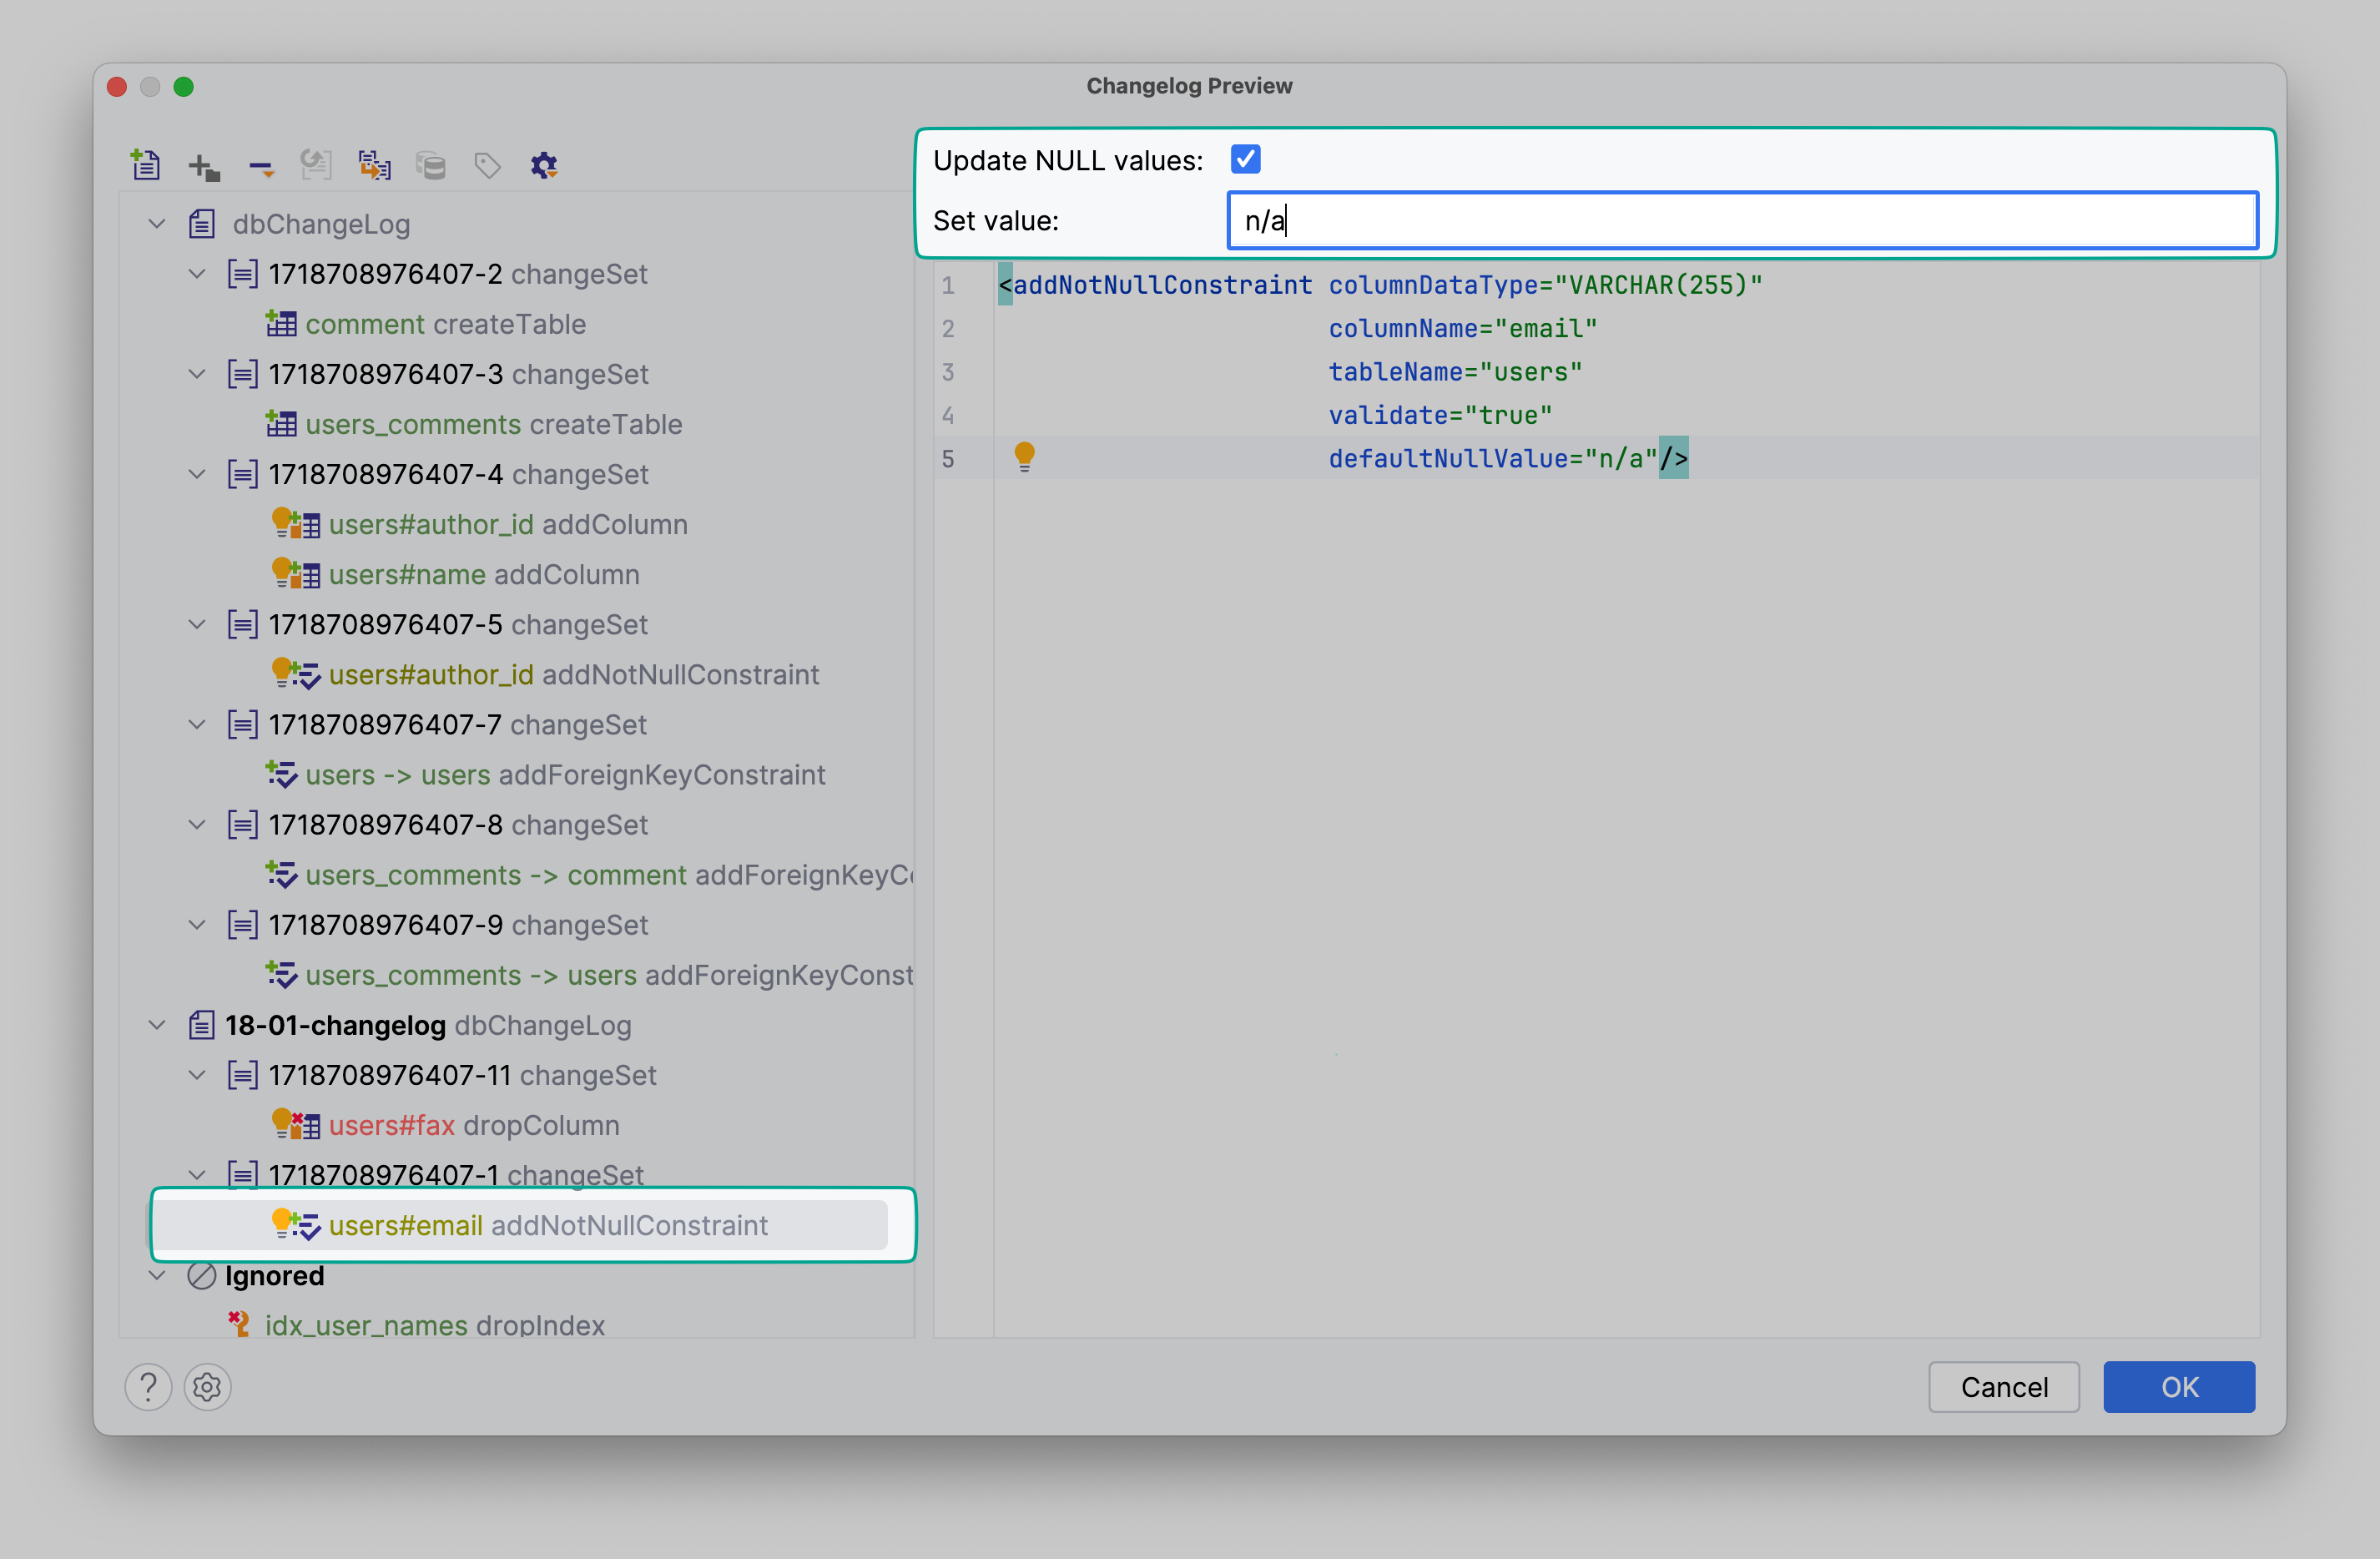 Changelog Preview
dbChangeLog
1718708976407-2 changeSet
comment createTable
1718708976407-3 changeSet
users_comments createTable
1718708976407-4 changeSet
users#author_id addColumn
users#name addColumn
1718708976407-5 changeSet
users#author_id addNotNullConstraint
1718708976407-7 changeSet
users -> users addForeignKeyConstraint
1718708976407-8 changeSet
users_comments -> comment addForeignKeyC
1718708976407-9 changeSet
users_comments -> users addForeignKeyConst
18-01-changelog dbChangeLog
1718708976407-11 changeSet
users#fax dropColumn
1718708976407-1 changeSet
users#email addNotNullConstraint
Ignored
idx_user_names dropIndex
Update NULL values:
Set value: n/a
1 <addNotNullConstraint columnDataType="VARCHAR(255)"
2 columnName="email"
3 tableName="users"
4 validate="true"
5 defaultNullValue="n/a"/>
?
Cancel
OK